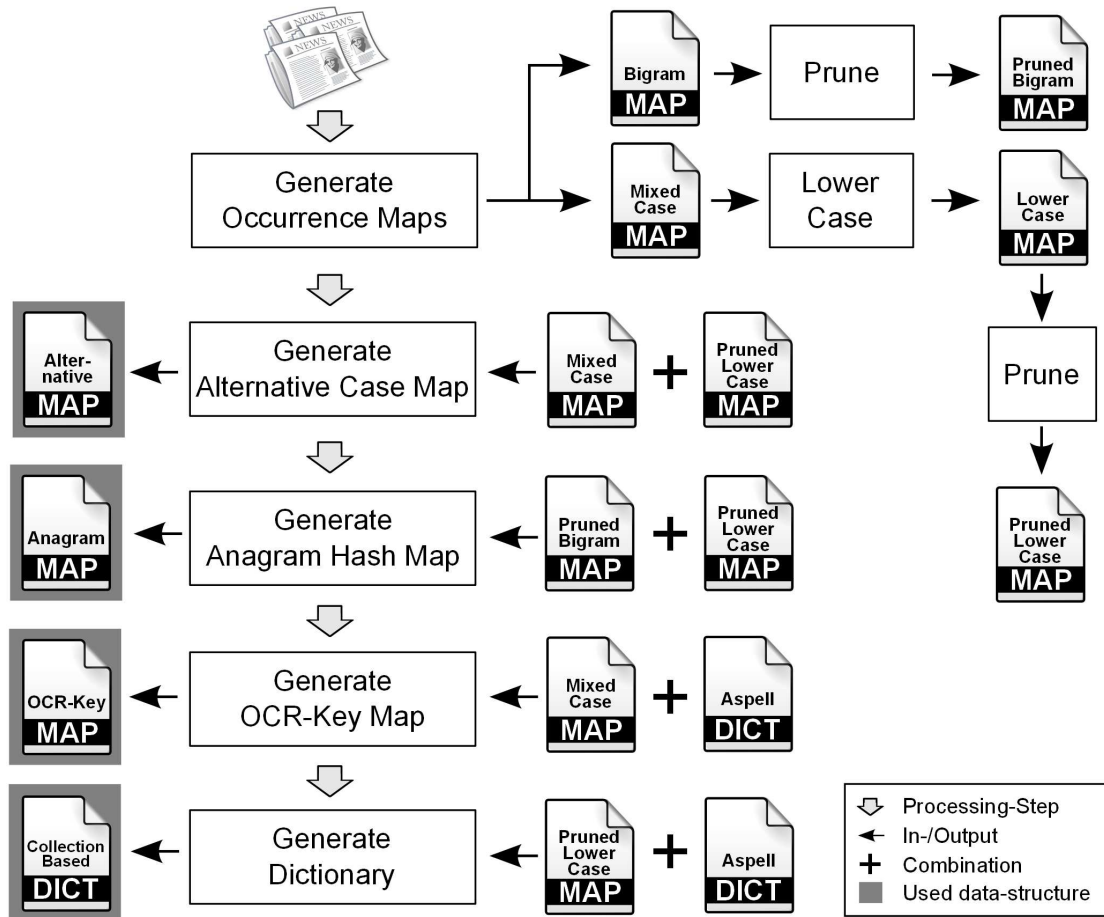 NEWS
NEWS
NEWS
Bigram
MAP
Prune
Pruned
Bigram
MAP
Generate
Occurrence Maps
Mixed
Case
MAP
Lower
Case
Lower
Case
MAP
Alter-
native
MAP
Generate
Alternative Case Map
Mixed
Case
MAP
+
Pruned
Lower
Case
MAP
Prune
Anagram
MAP
Generate
Anagram Hash Map
Pruned
Bigram
MAP
+
Pruned
Lower
Case
MAP
Pruned
Lower
Case
MAP
OCR-Key
MAP
Generate
OCR-Key Map
Mixed
Case
MAP
+
Aspell
DICT
Collection
Based
DICT
Generate
Dictionary
Pruned
Lower
Case
MAP
+
Aspell
DICT
Processing-Step
In-/Output
+ Combination
Used data-structure